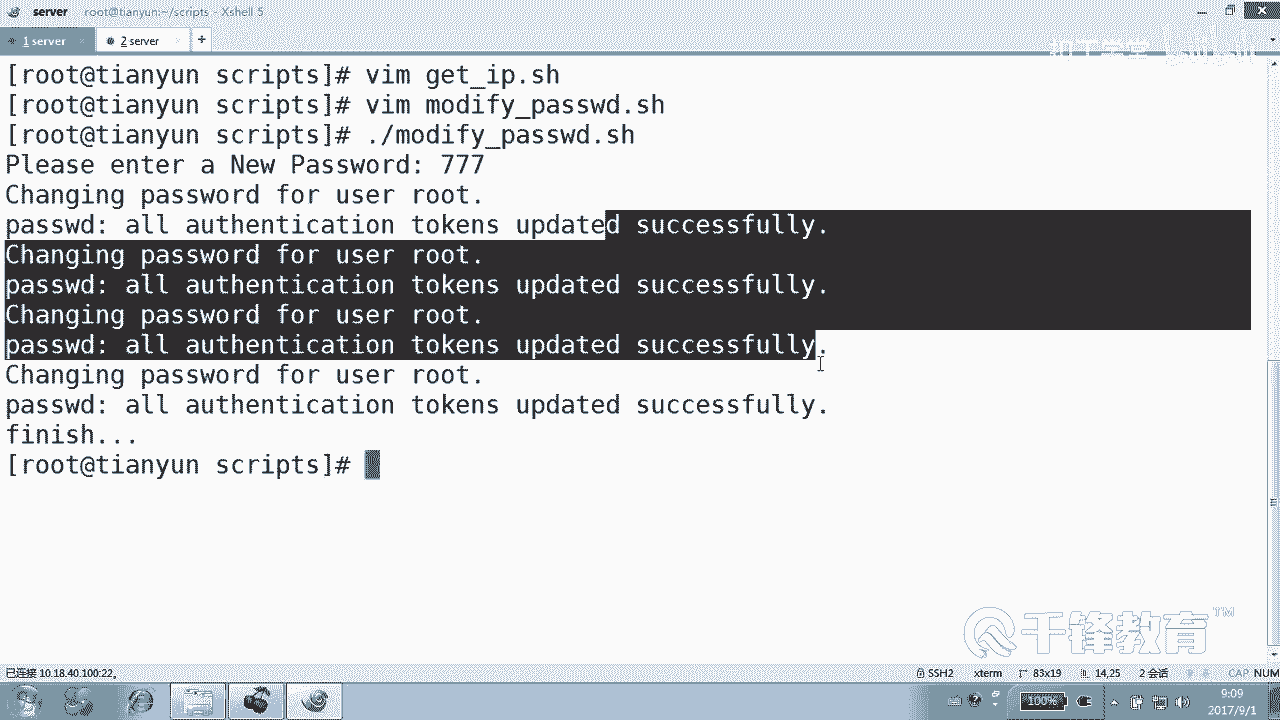 server root@tianyun:~/scripts - Xshell 5
1 server
2 server
+
[root@tianyun scripts]# vim get_ip.sh
[root@tianyun scripts]# vim modify_passwd.sh
[root@tianyun scripts]# ./modify_passwd.sh
Please enter a New Password: 777
Changing password for user root.
passwd: all authentication tokens updated successfully.
Changing password for user root.
passwd: all authentication tokens updated successfully.
Changing password for user root.
passwd: all authentication tokens updated successfully.
Changing password for user root.
passwd: all authentication tokens updated successfully.
finish...
[root@tianyun scripts]#
千锋教育™
已连接 10.18.40.100:22。
SSH2 xterm 83x19 14,25 2 会话 CAP NUM
100%
9:09
2017/9/1